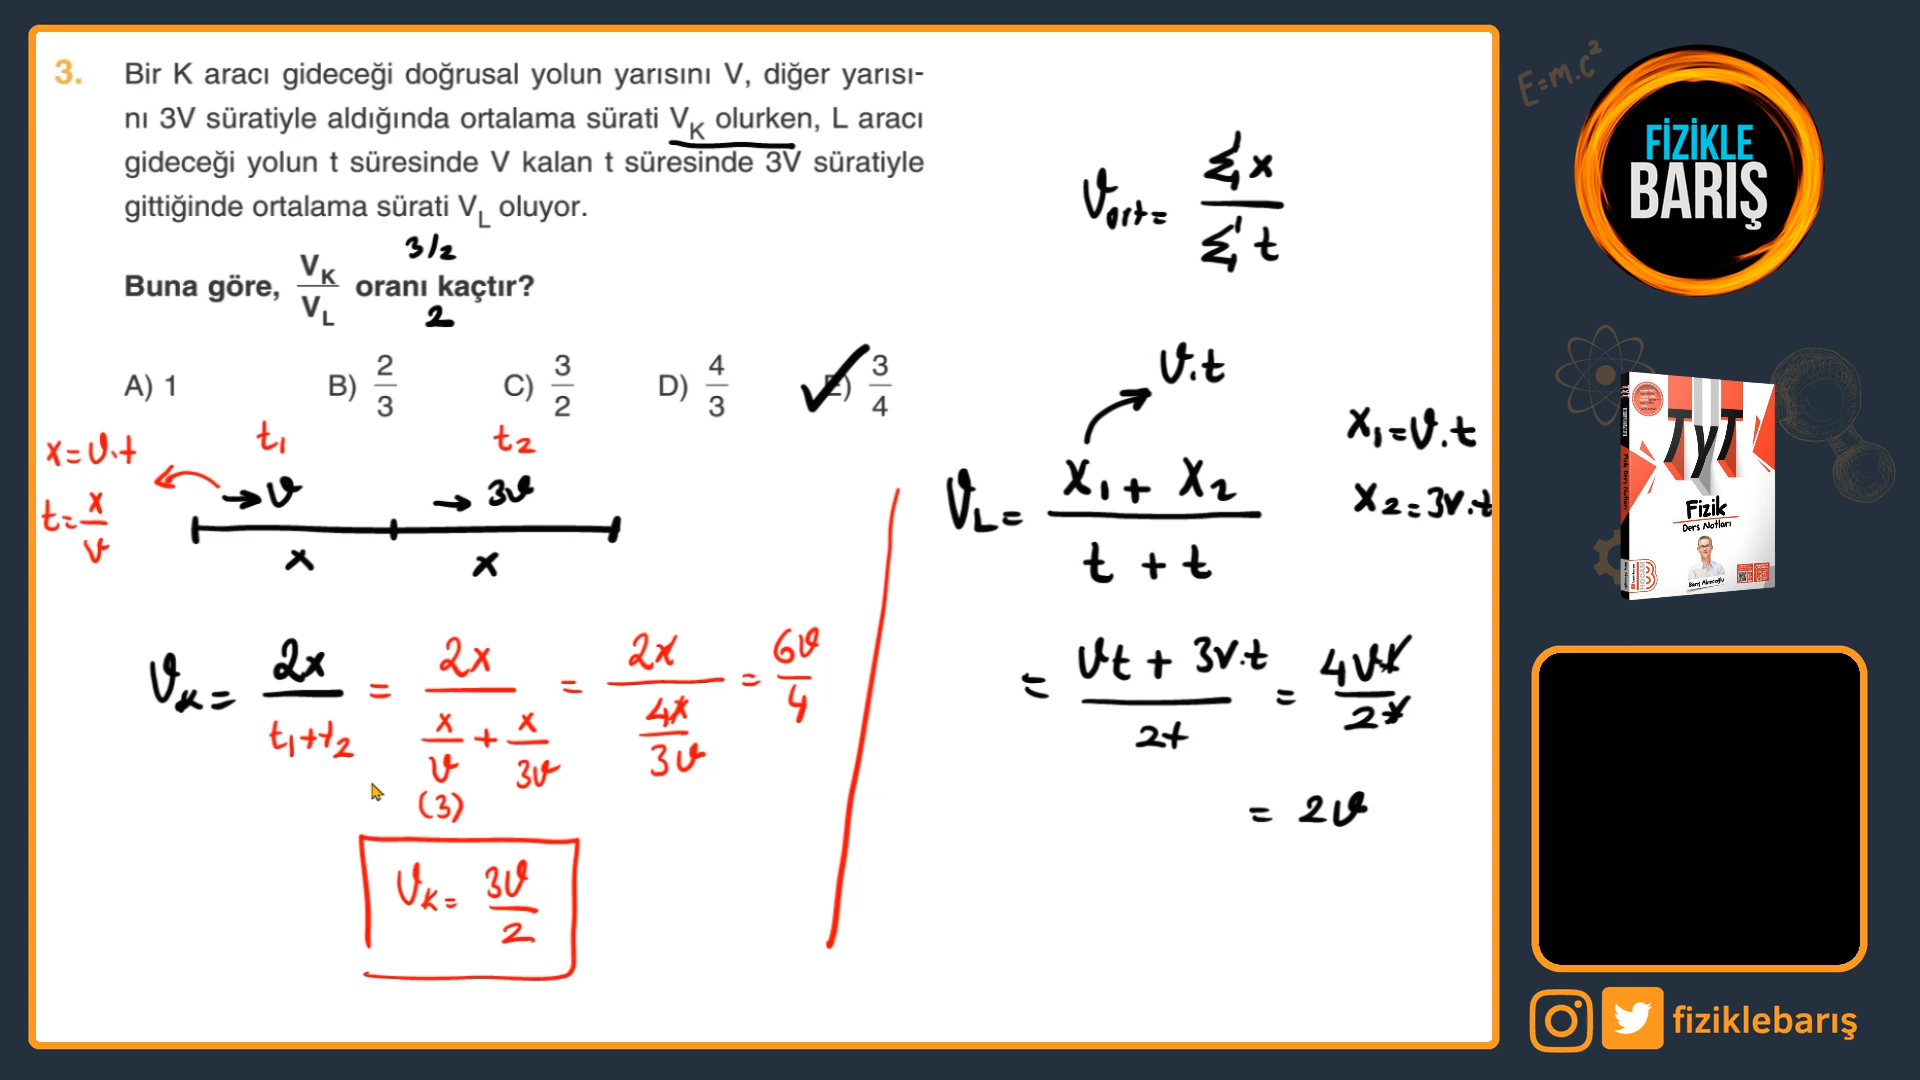 3. Bir K aracı gideceği doğrusal yolun yarısını V, diğer yarısı-
nı 3V süratiyle aldığında ortalama sürati V_K olurken, L aracı
gideceği yolun t süresinde V kalan t süresinde 3V süratiyle
gittiğinde ortalama sürati V_L oluyor.
Buna göre, V_K / V_L oranı kaçtır?
3/2
2
A) 1 B) 2/3 C) 3/2 D) 4/3 E) 3/4
x = v.t
t = x/v
t1 t2
→ v → 3v
x x
V_K = 2x/(t1+t2) = 2x/(x/v + x/3v) = 2x/(4x/3v) = 6v/4
(3)
V_K = 3v/2
V_ort = Σx/Σt
v.t
V_L = (x1 + x2)/(t + t)
x1 = v.t
x2 = 3v.t
= (vt + 3v.t)/2t = 4vt/2t
= 2v
E=m.c²
FİZİKLE
BARIŞ
TYT
Fizik
Ders Notları
fiziklebarış